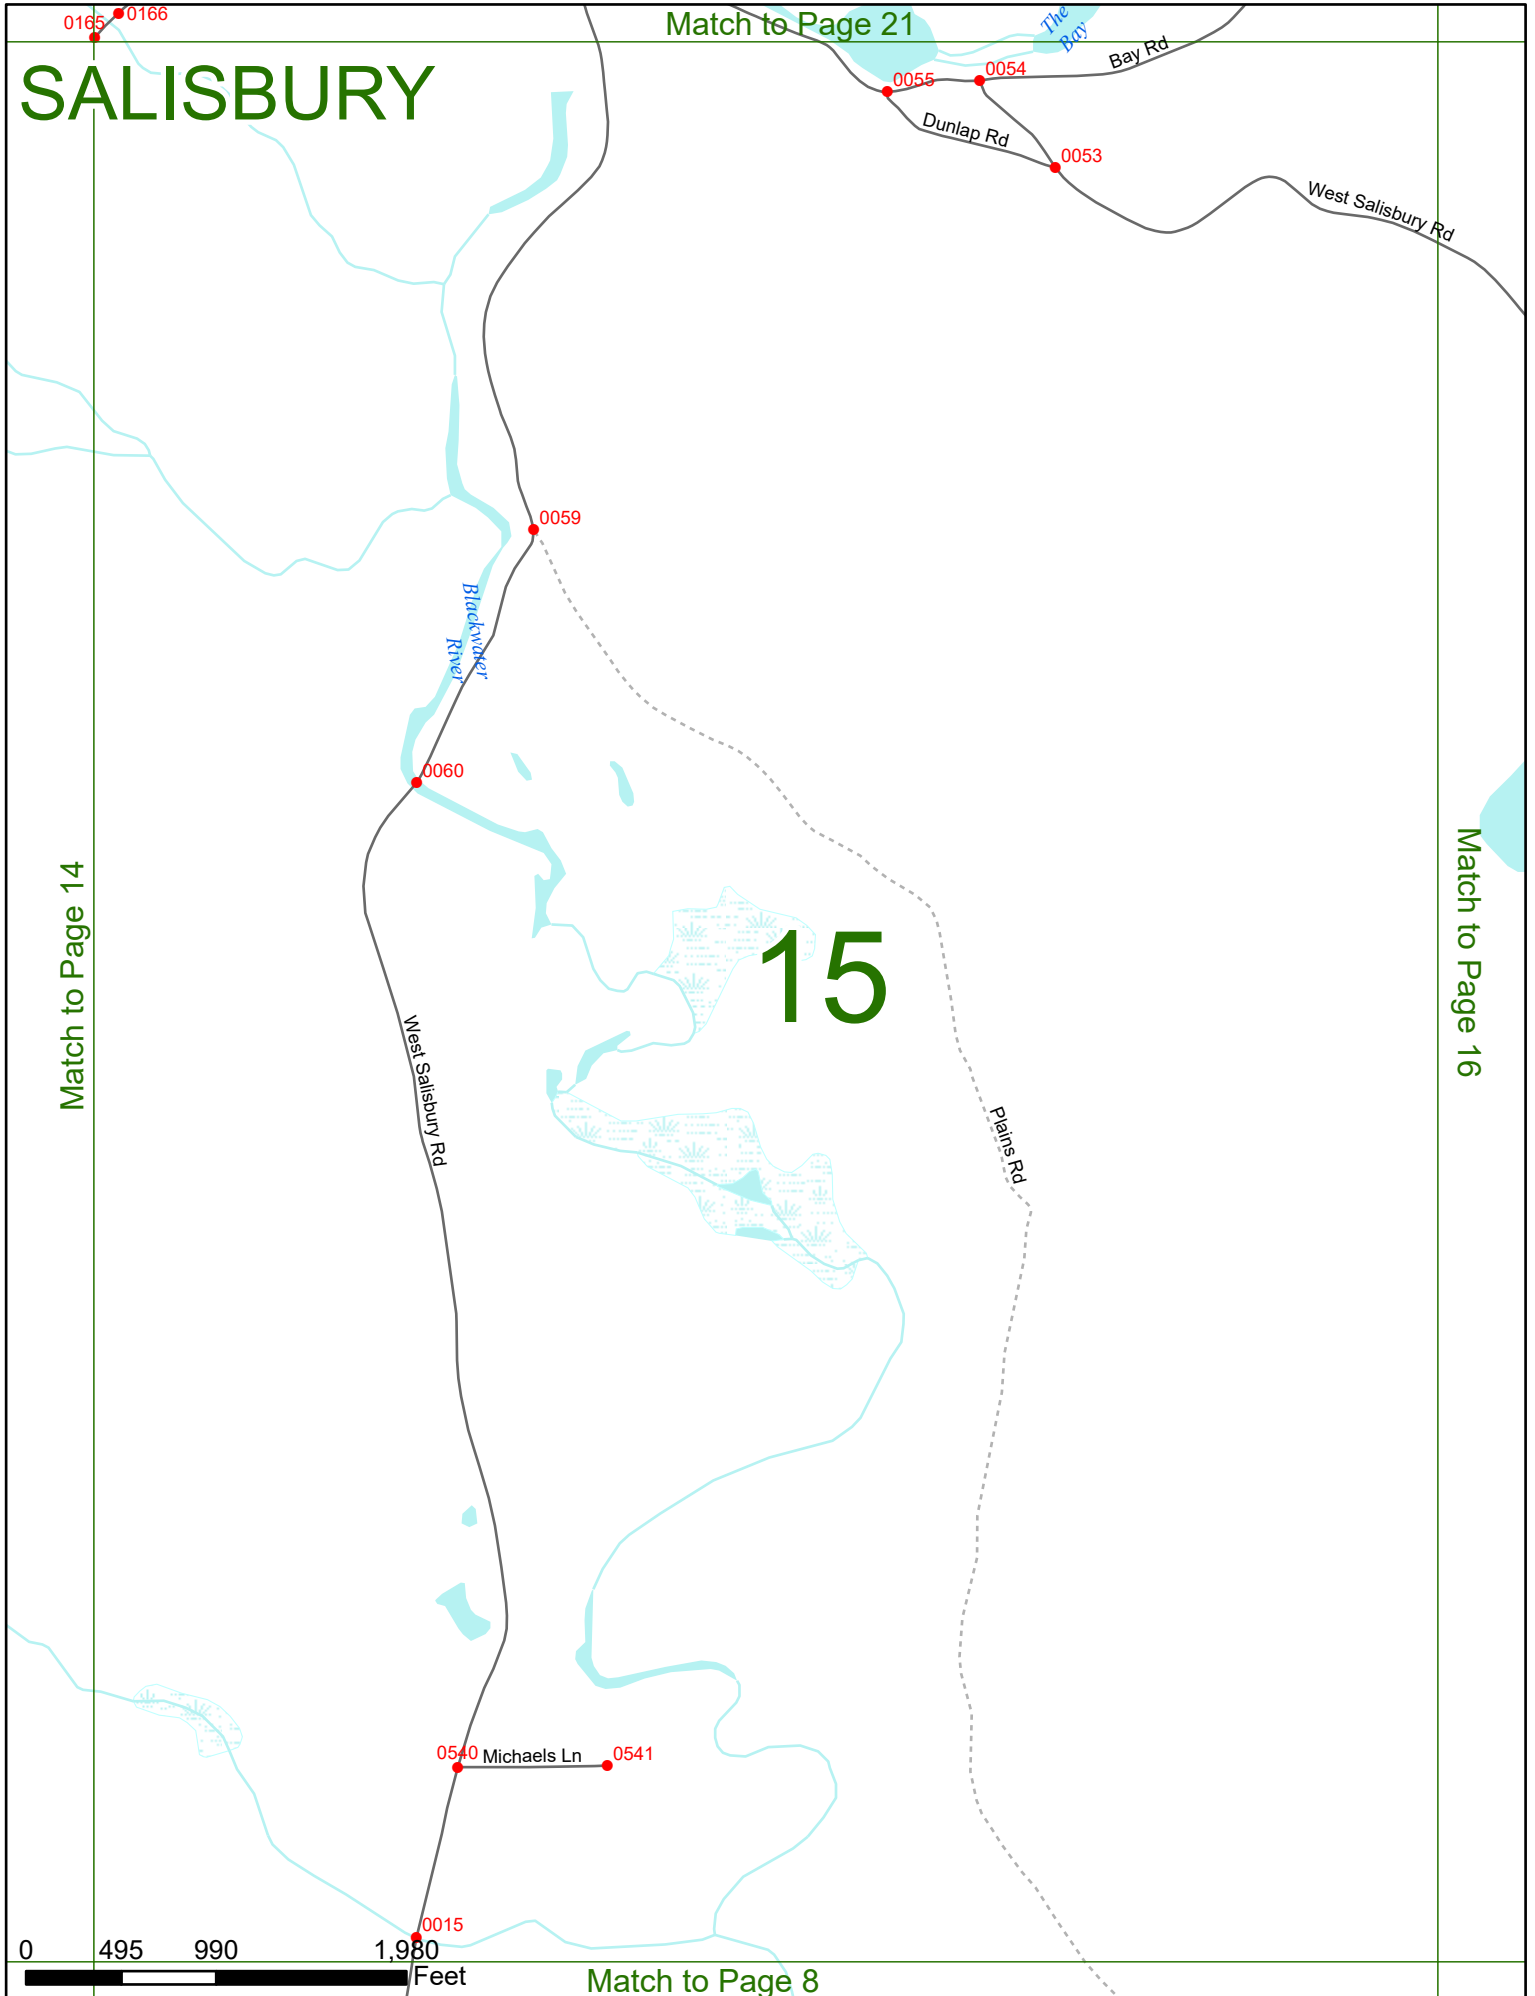 0165
0166
Match to Page 21
The
Bay
SALISBURY
0055
0054
Bay Rd
Dunlap Rd
0053
West Salisbury Rd
0059
Blackwater
River
0060
Match to Page 14
15
Match to Page 16
West Salisbury Rd
Plains Rd
0540
Michaels Ln
0541
0015
0 495 990 1,980
Feet
Match to Page 8